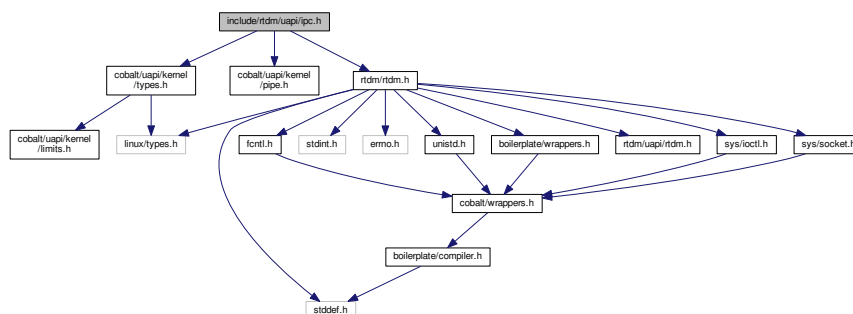 include/rtdm/uapi/ipc.h
cobalt/uapi/kernel
/types.h
cobalt/uapi/kernel
/pipe.h
rtdm/rtdm.h
cobalt/uapi/kernel
/limits.h
linux/types.h
fcntl.h
stdint.h
errno.h
unistd.h
boilerplate/wrappers.h
rtdm/uapi/rtdm.h
sys/ioctl.h
sys/socket.h
cobalt/wrappers.h
boilerplate/compiler.h
stddef.h